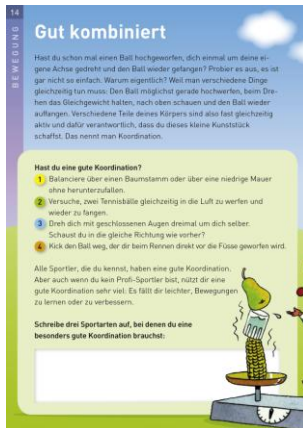 14
BEWEGUNG
Gut kombiniert
Hast du schon mal einen Ball hochgeworfen, dich einmal um deine ei-
gene Achse gedreht und den Ball wieder gefangen? Probier es aus, es ist
gar nicht so einfach. Warum eigentlich? Weil man verschiedene Dinge
gleichzeitig tun muss: Den Ball möglichst gerade hochwerfen, beim Dre-
hen das Gleichgewicht halten, nach oben schauen und den Ball wieder
auffangen. Verschiedene Teile deines Körpers sind also fast gleichzeitig
aktiv und dafür verantwortlich, dass du dieses kleine Kunststück
schaffst. Das nennt man Koordination.
Hast du eine gute Koordination?
1 Balanciere über einen Baumstamm oder über eine niedrige Mauer
ohne herunterzufallen.
2 Versuche, zwei Tennisbälle gleichzeitig in die Luft zu werfen und
wieder zu fangen.
3 Dreh dich mit geschlossenen Augen dreimal um dich selber.
Schaust du in die gleiche Richtung wie vorher?
4 Kick den Ball weg, der dir beim Rennen direkt vor die Füsse geworfen wird.
Alle Sportler, die du kennst, haben eine gute Koordination.
Aber auch wenn du kein Profi-Sportler bist, nützt dir eine
gute Koordination sehr viel. Es fällt dir leichter, Bewegungen
zu lernen oder zu verbessern.
Schreibe drei Sportarten auf, bei denen du eine
besonders gute Koordination brauchst: